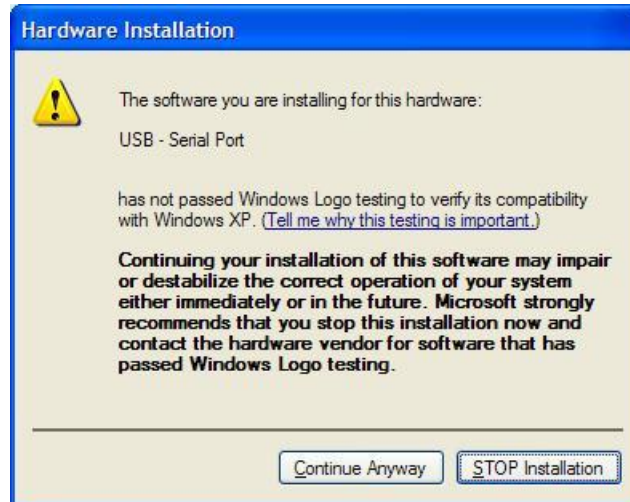 Hardware Installation
The software you are installing for this hardware:
USB - Serial Port
has not passed Windows Logo testing to verify its compatibility
with Windows XP. (Tell me why this testing is important.)
Continuing your installation of this software may impair
or destabilize the correct operation of your system
either immediately or in the future. Microsoft strongly
recommends that you stop this installation now and
contact the hardware vendor for software that has
passed Windows Logo testing.
Continue Anyway STOP Installation